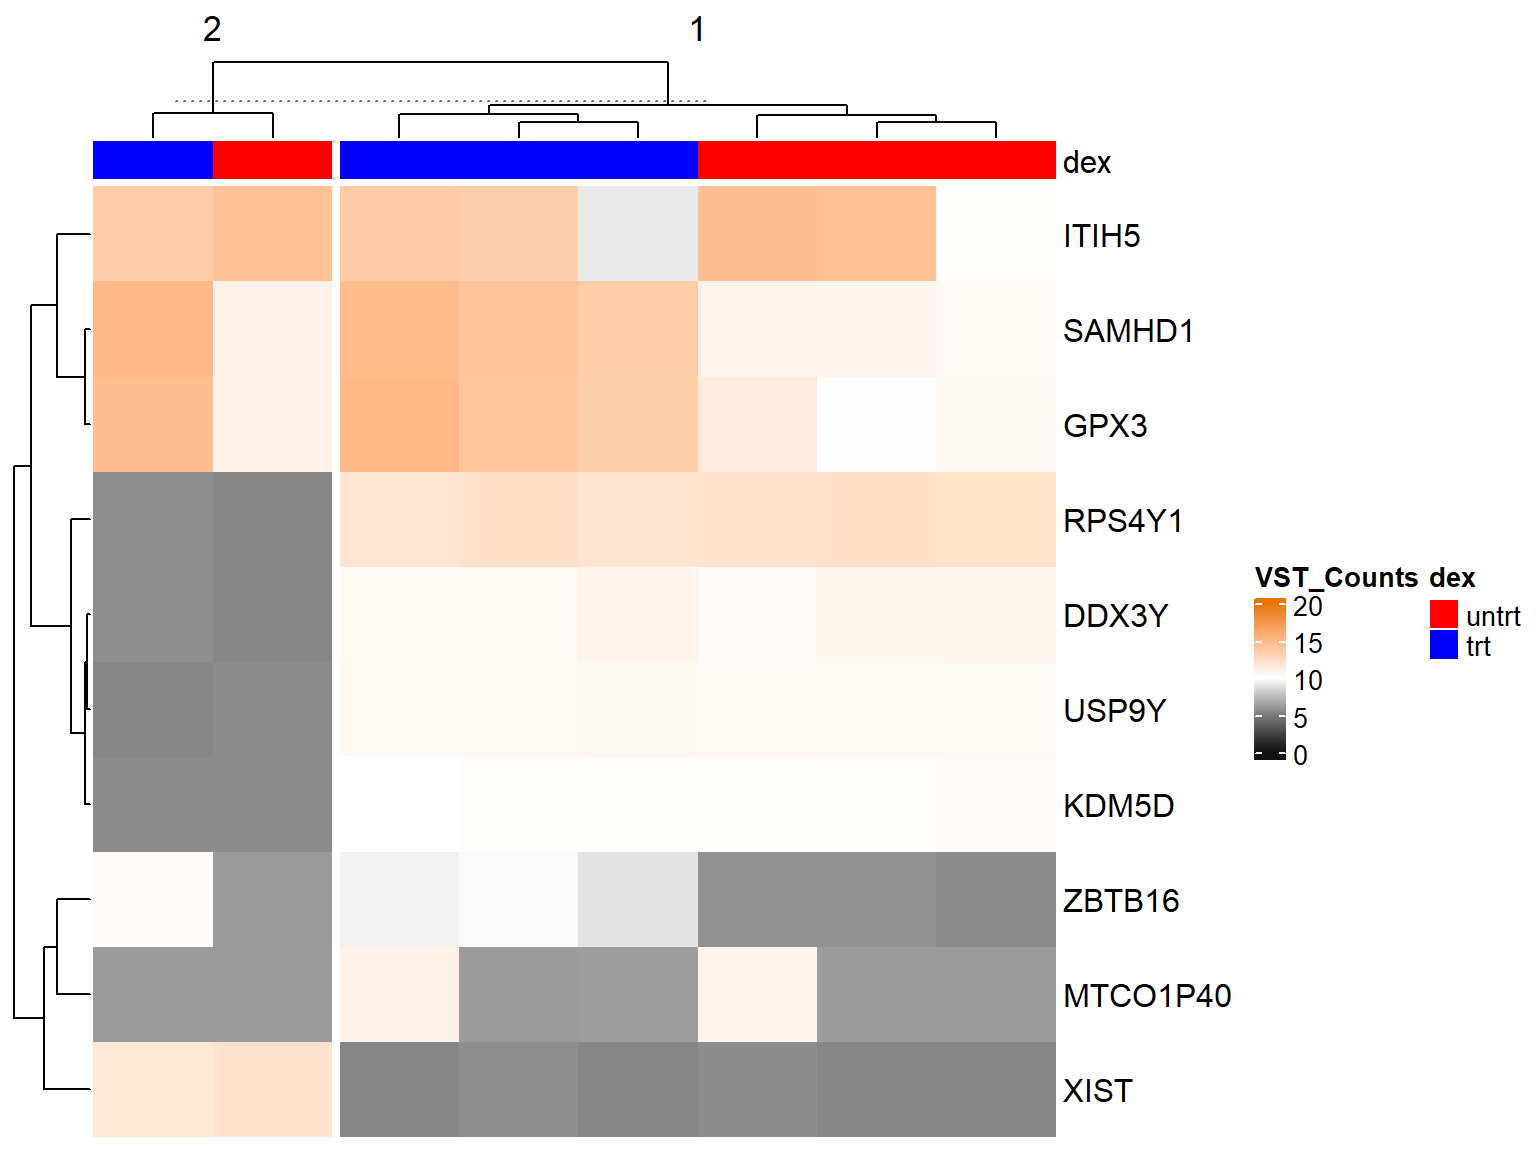 2 1
dex
ITIH5
SAMHD1
GPX3
RPS4Y1
DDX3Y
USP9Y
KDM5D
ZBTB16
MTCO1P40
XIST
VST_Counts
20
15
10
5
0
dex
untrt
trt